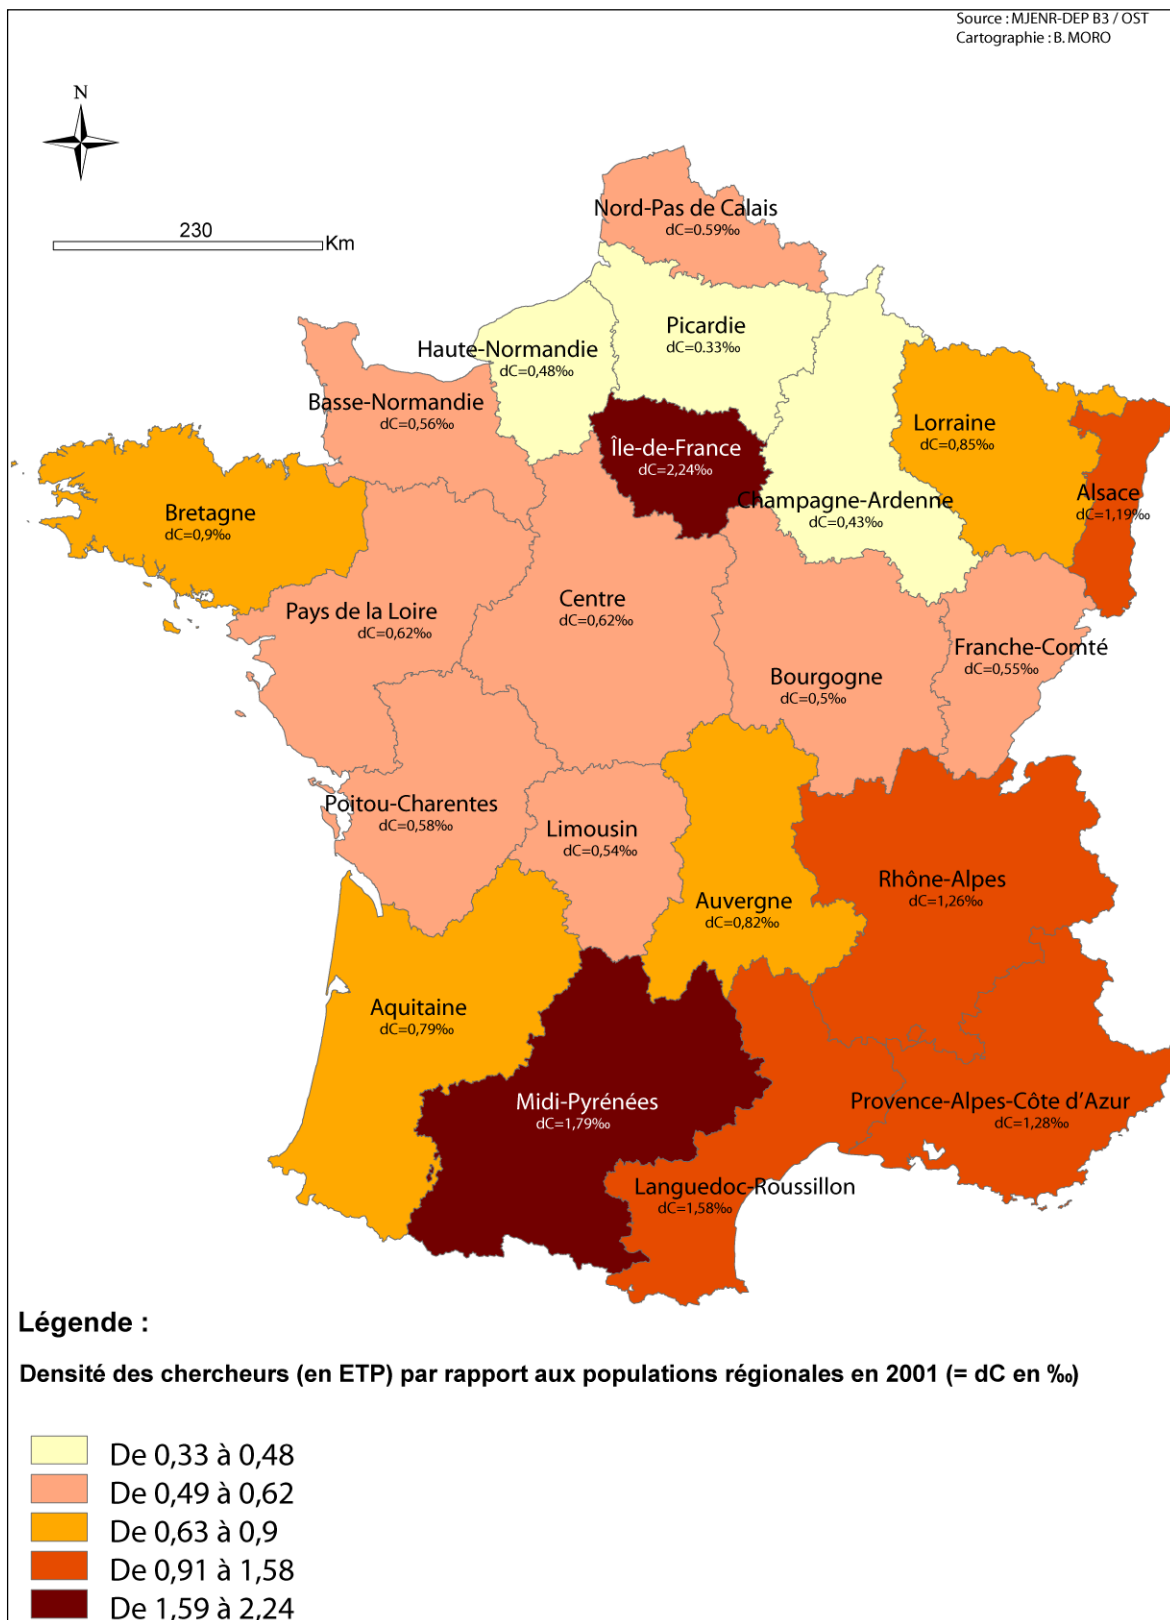 Source : MJENR-DEP B3 / OST
Cartographie : B. MORO
N
230
Km
Nord-Pas de Calais
dC=0.59‰
Picardie
dC=0.33‰
Haute-Normandie
dC=0,48‰
Basse-Normandie
dC=0,56‰
Île-de-France
dC=2,24‰
Lorraine
dC=0,85‰
Champagne-Ardenne
dC=0,43‰
Alsace
dC=1,19‰
Bretagne
dC=0,9‰
Pays de la Loire
dC=0,62‰
Centre
dC=0,62‰
Franche-Comté
dC=0,55‰
Bourgogne
dC=0,5‰
Poitou-Charentes
dC=0,58‰
Limousin
dC=0,54‰
Rhône-Alpes
dC=1,26‰
Auvergne
dC=0,82‰
Aquitaine
dC=0,79‰
Midi-Pyrénées
dC=1,79‰
Provence-Alpes-Côte d'Azur
dC=1,28‰
Languedoc-Roussillon
dC=1,58‰
Légende :
Densité des chercheurs (en ETP) par rapport aux populations régionales en 2001 (= dC en ‰)
De 0,33 à 0,48
De 0,49 à 0,62
De 0,63 à 0,9
De 0,91 à 1,58
De 1,59 à 2,24